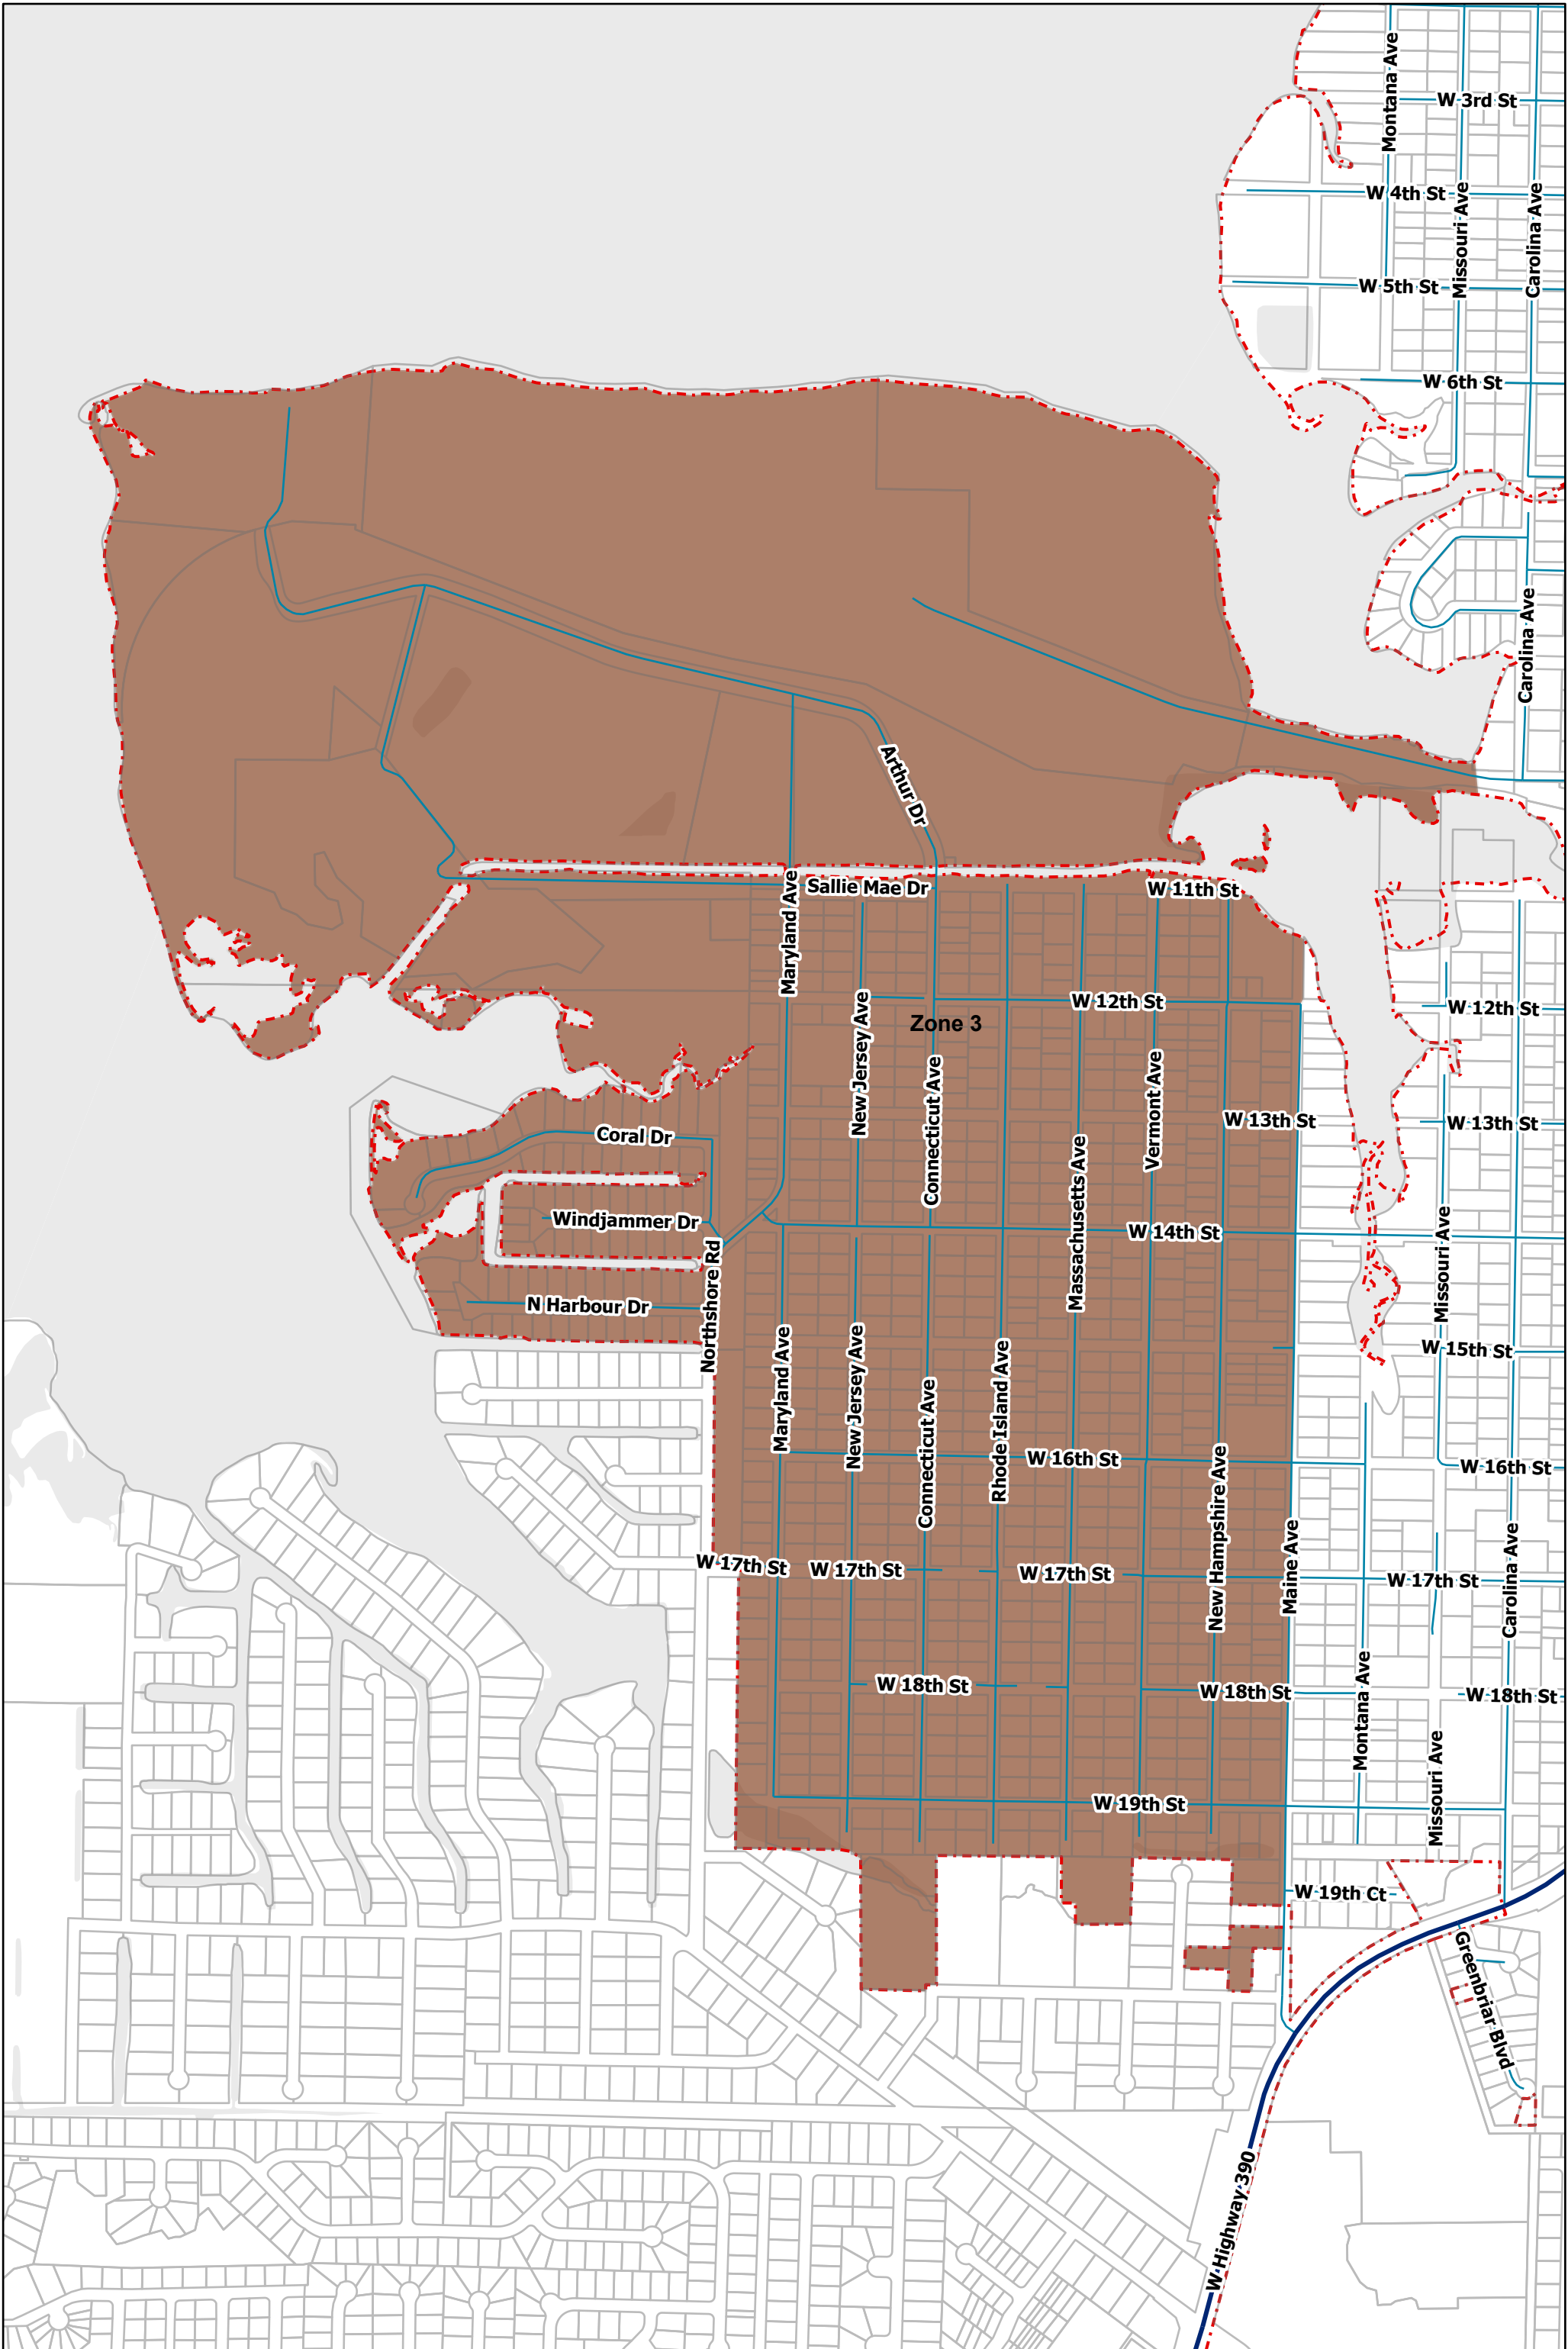 Montana Ave
W 3rd St
W 4th St
Missouri Ave
Carolina Ave
W 5th St
W 6th St
Carolina Ave
Arthur Dr
Sallie Mae Dr
W 11th St
Maryland Ave
New Jersey Ave
W 12th St
W 12th St
Zone 3
Connecticut Ave
Vermont Ave
W 13th St
W 13th St
Coral Dr
Massachusetts Ave
Windjammer Dr
W 14th St
Missouri Ave
Northshore Rd
N Harbour Dr
Maryland Ave
New Jersey Ave
Rhode Island Ave
W 15th St
Connecticut Ave
W 16th St
W 16th St
New Hampshire Ave
Maine Ave
Carolina Ave
W 17th St
W 17th St
W 17th St
W 17th St
W 18th St
W 18th St
W 18th St
Montana Ave
Missouri Ave
W 19th St
W 19th Ct
Greenbriar Blvd
W Highway 390